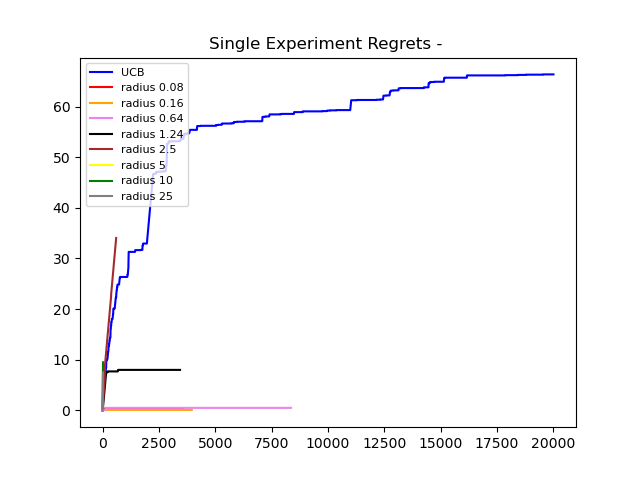 Single Experiment Regrets -
UCB
radius 0.08
radius 0.16
radius 0.64
radius 1.24
radius 2.5
radius 5
radius 10
radius 25
60
50
40
30
20
10
0
0 2500 5000 7500 10000 12500 15000 17500 20000